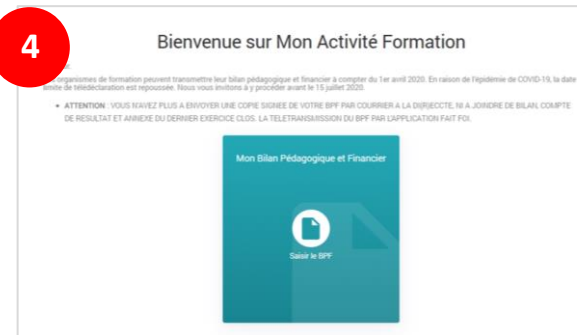 4
Bienvenue sur Mon Activité Formation
organismes de formation peuvent transmettre leur bilan pédagogique et financier à compter du 1er avril 2020. En raison de l'épidémie de COVID-19, la date
limite de télédéclaration est repoussée. Nous vous invitons à y procéder avant le 15 juillet 2020.
• ATTENTION : VOUS N'AVEZ PLUS A ENVOYER UNE COPIE SIGNEE DE VOTRE BPF PAR COURRIER A LA DI(R)ECCTE, NI A JOINDRE DE BILAN, COMPTE
DE RESULTAT ET ANNEXE DU DERNIER EXERCICE CLOS. LA TELETRANSMISSION DU BPF PAR L'APPLICATION FAIT FOI.
Mon Bilan Pédagogique et Financier
Saisir le BPF